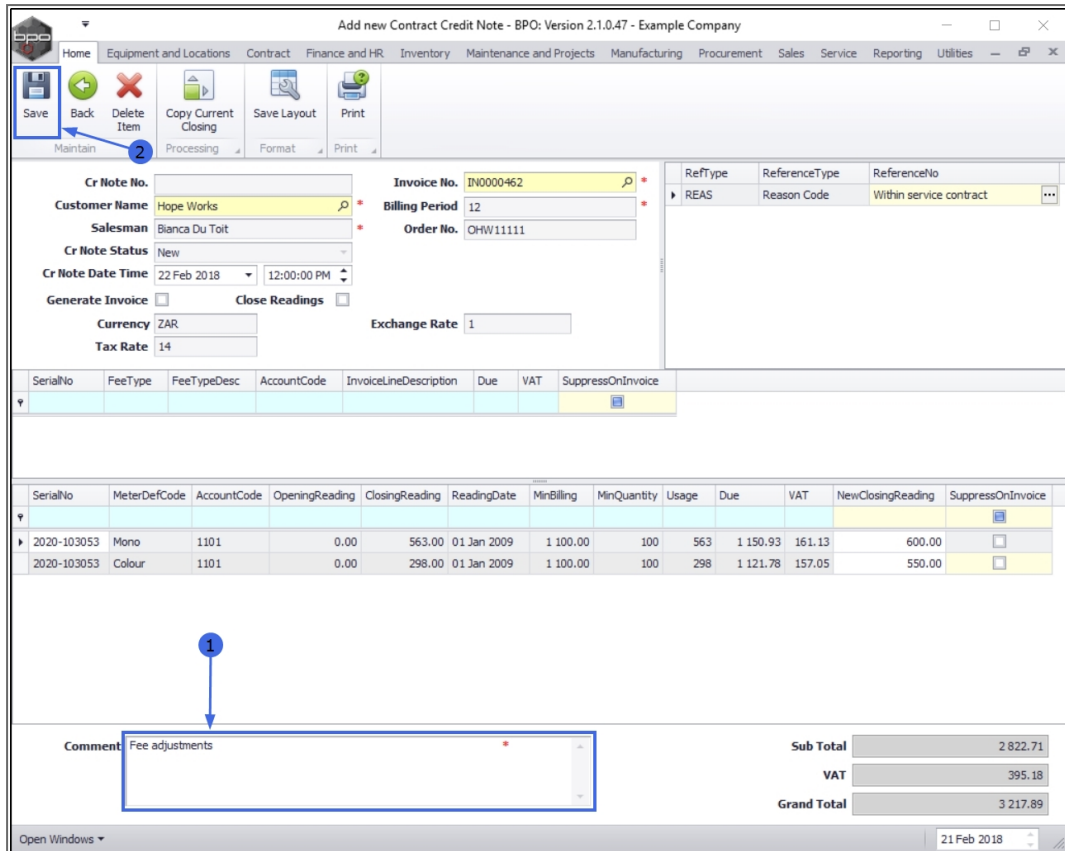 Add new Contract Credit Note - BPO: Version 2.1.0.47 - Example Company
bpo
Home Equipment and Locations Contract Finance and HR Inventory Maintenance and Projects Manufacturing Procurement Sales Service Reporting Utilities
Save Back Delete Item Copy Current Closing Save Layout Print
Maintain Processing Format Print
2
Cr Note No.
Customer Name Hope Works *
Salesman Bianca Du Toit *
Cr Note Status New
Cr Note Date Time 22 Feb 2018 12:00:00 PM
Generate Invoice Close Readings
Currency ZAR
Tax Rate 14
Invoice No. IN0000462 *
Billing Period 12 *
Order No. OHW11111
Exchange Rate 1
RefType ReferenceType ReferenceNo
REAS Reason Code Within service contract ...
SerialNo FeeType FeeTypeDesc AccountCode InvoiceLineDescription Due VAT SuppressOnInvoice
SerialNo MeterDefCode AccountCode OpeningReading ClosingReading ReadingDate MinBilling MinQuantity Usage Due VAT NewClosingReading SuppressOnInvoice
2020-103053 Mono 1101 0.00 563.00 01 Jan 2009 1 100.00 100 563 1 150.93 161.13 600.00
2020-103053 Colour 1101 0.00 298.00 01 Jan 2009 1 100.00 100 298 1 121.78 157.05 550.00
1
Comment Fee adjustments *
Sub Total 2 822.71
VAT 395.18
Grand Total 3 217.89
Open Windows 21 Feb 2018